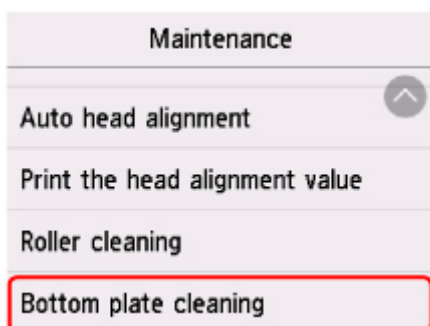 Maintenance
Auto head alignment
Print the head alignment value
Roller cleaning
Bottom plate cleaning